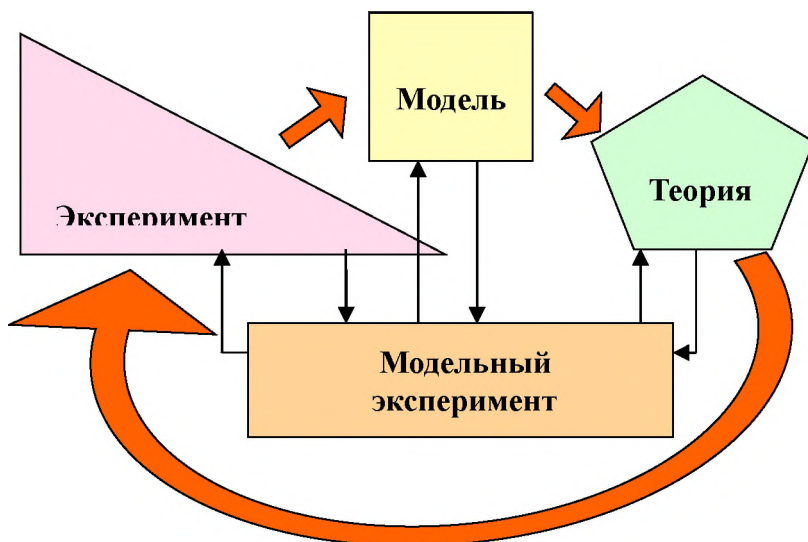 Модель
Теория
Эксперимент
Модельный
эксперимент